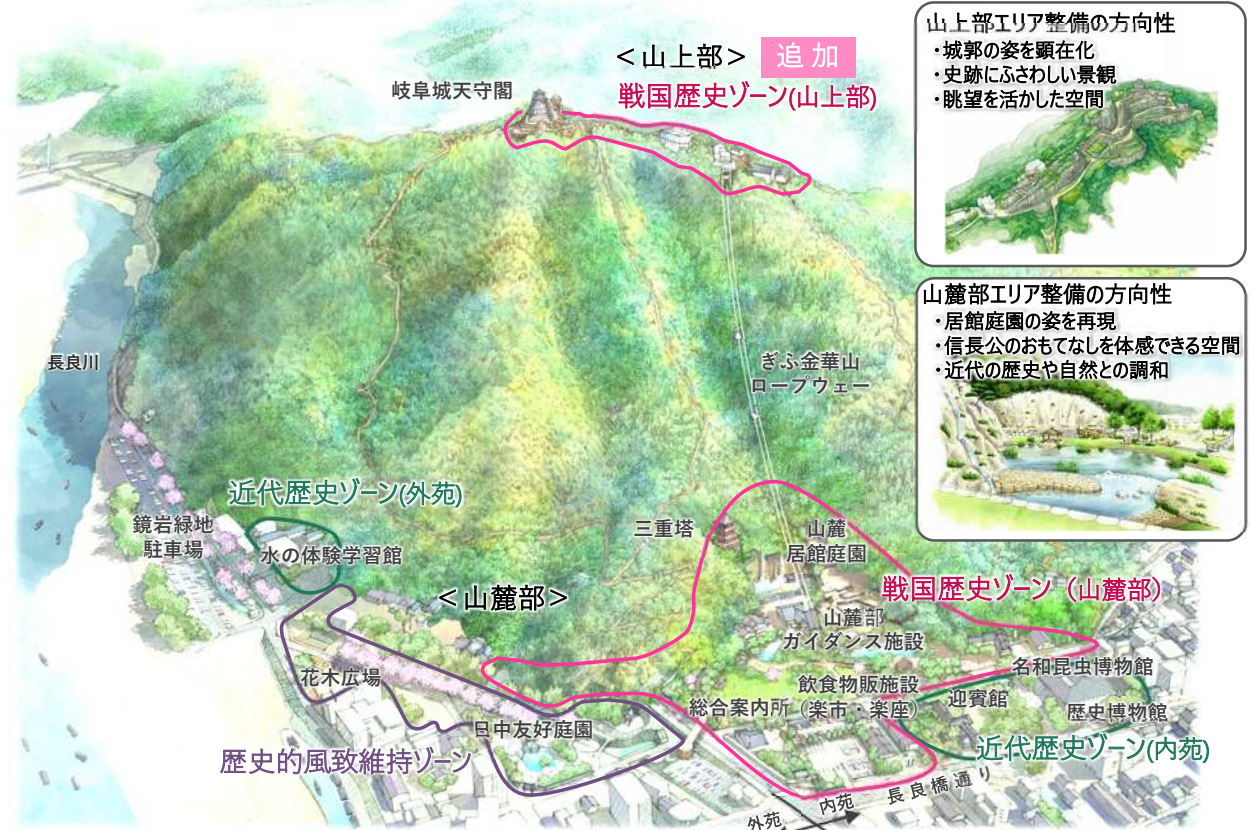 <山上部> 追加
戦国歴史ゾーン(山上部)
岐阜城天守閣
山上部エリア整備の方向性
・城郭の姿を顕在化
・史跡にふさわしい景観
・眺望を活かした空間
山麓部エリア整備の方向性
・居館庭園の姿を再現
・信長公のおもてなしを体感できる空間
・近代の歴史や自然との調和
長良川
ぎふ金華山
ロープウェー
近代歴史ゾーン(外苑)
鏡岩緑地
駐車場
水の体験学習館
三重塔
山麓
居館庭園
<山麓部>
戦国歴史ゾーン(山麓部)
山麓部
ガイダンス施設
名和昆虫博物館
花木広場
飲食物販施設
(楽市・楽座)
総合案内所
迎賓館
歴史博物館
日中友好庭園
近代歴史ゾーン(内苑)
歴史的風致維持ゾーン
長良橋通り
内苑
外苑